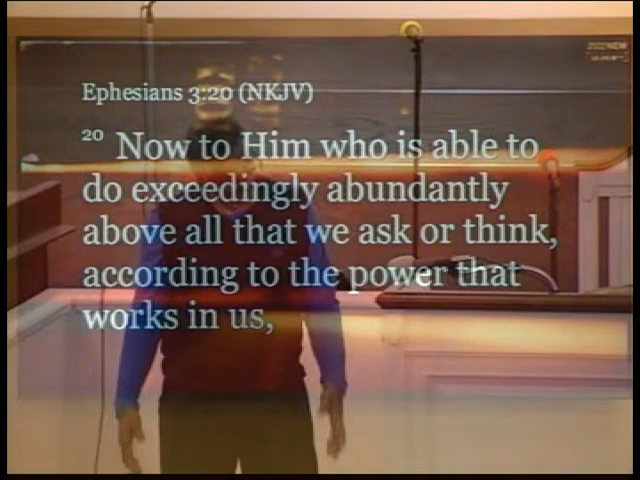 Ephesians 3:20 (NKJV)
20 Now to Him who is able to
do exceedingly abundantly
above all that we ask or think,
according to the power that
works in us,